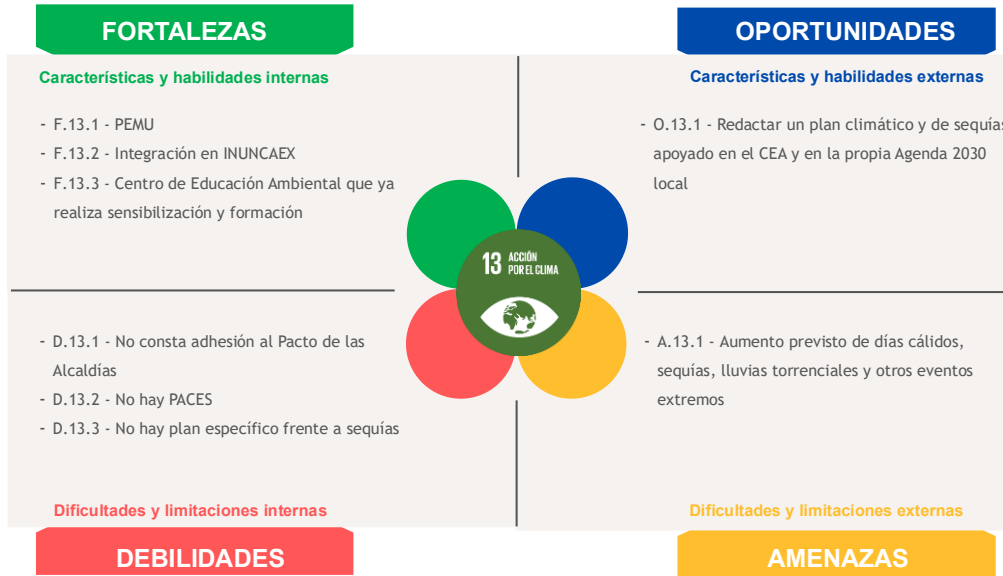 FORTALEZAS
Características y habilidades internas
- F.13.1 - PEMU
- F.13.2 - Integración en INUNCAEX
- F.13.3 - Centro de Educación Ambiental que ya
realiza sensibilización y formación
OPORTUNIDADES
Características y habilidades externas
- O.13.1 - Redactar un plan climático y de sequías
apoyado en el CEA y en la propia Agenda 2030
local
13 ACCIÓN
POR EL CLIMA
- D.13.1 - No consta adhesión al Pacto de las
Alcaldías
- D.13.2 - No hay PACES
- D.13.3 - No hay plan específico frente a sequías
Dificultades y limitaciones internas
DEBILIDADES
- A.13.1 - Aumento previsto de días cálidos,
sequías, lluvias torrenciales y otros eventos
extremos
Dificultades y limitaciones externas
AMENAZAS